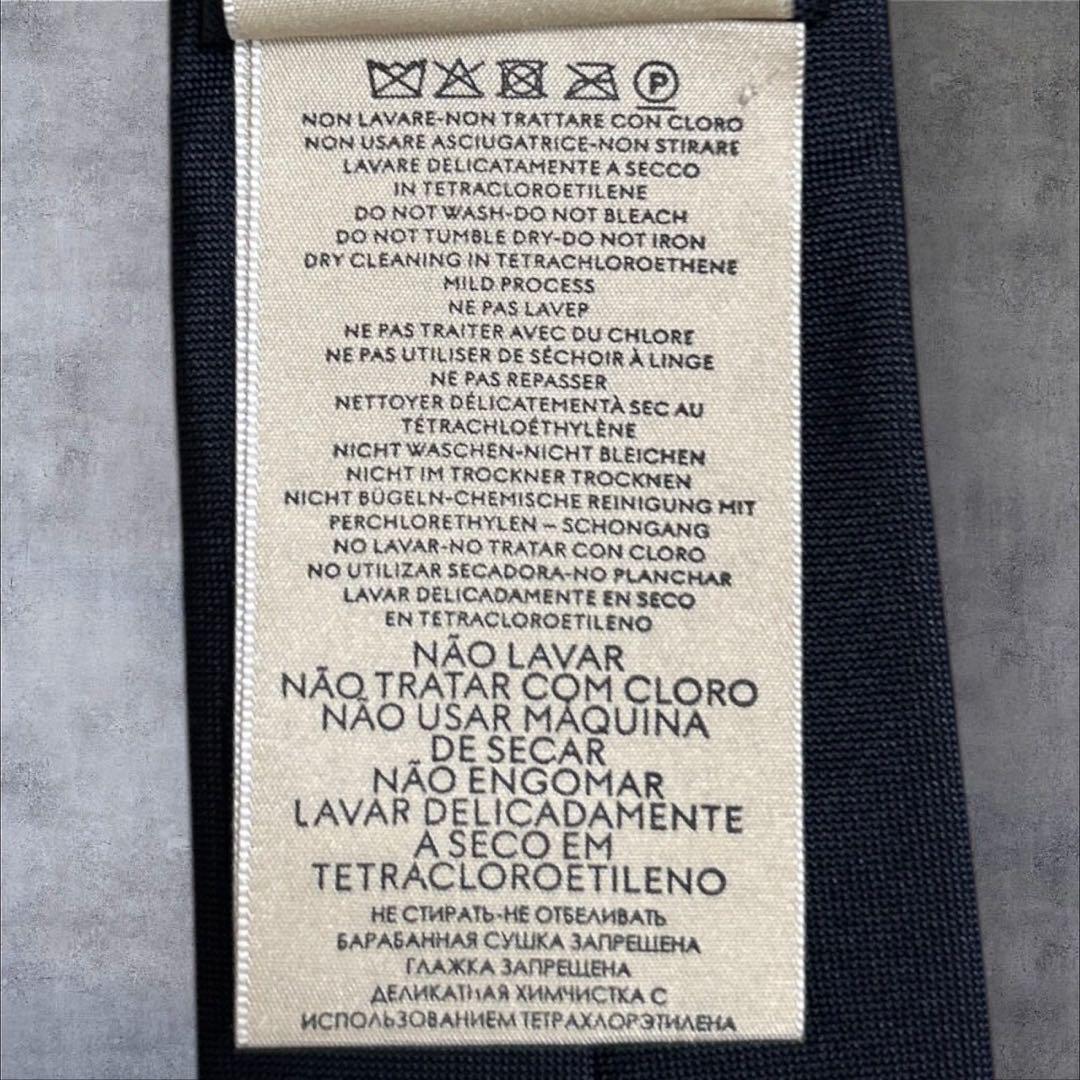 P
NON LAVARE-NON TRATTARE CON CLORO
NON USARE ASCIUGATRICE-NON STIRARE
LAVARE DELICATAMENTE A SECCO
IN TETRACLOROETILENE
DO NOT WASH-DO NOT BLEACH
DO NOT TUMBLE DRY-DO NOT IRON
DRY CLEANING IN TETRACHLOROETHENE
MILD PROCESS
NE PAS LAVEP
NE PAS TRAITER AVEC DU CHLORE
NE PAS UTILISER DE SÉCHOIR À LINGE
NE PAS REPASSER
NETTOYER DÉLICATEMENTÀ SEC AU
TÉTRACHLOÉTHYLÈNE
NICHT WASCHEN-NICHT BLEICHEN
NICHT IM TROCKNER TROCKNEN
NICHT BÜGELN-CHEMISCHE REINIGUNG MIT
PERCHLORETHYLEN – SCHONGANG
NO LAVAR-NO TRATAR CON CLORO
NO UTILIZAR SECADORA-NO PLANCHAR
LAVAR DELICADAMENTE EN SECO
EN TETRACLOROETILENO
NÃO LAVAR
NÃO TRATAR COM CLORO
NÃO USAR MÁQUINA
DE SECAR
NÃO ENGOMAR
LAVAR DELICADAMENTE
A SECO EM
TETRACLOROETILENO
НЕ СТИРАТЬ-НЕ ОТБЕЛИВАТЬ
БАРАБАННАЯ СУШКА ЗАПРЕЩЕНА
ГЛАЖКА ЗАПРЕЩЕНА
ДЕЛИКАТНАЯ ХИМЧИСТКА С
ИСПОЛЬЗОВАНИЕМ ТЕТРАХЛОРЭТИЛЕНА